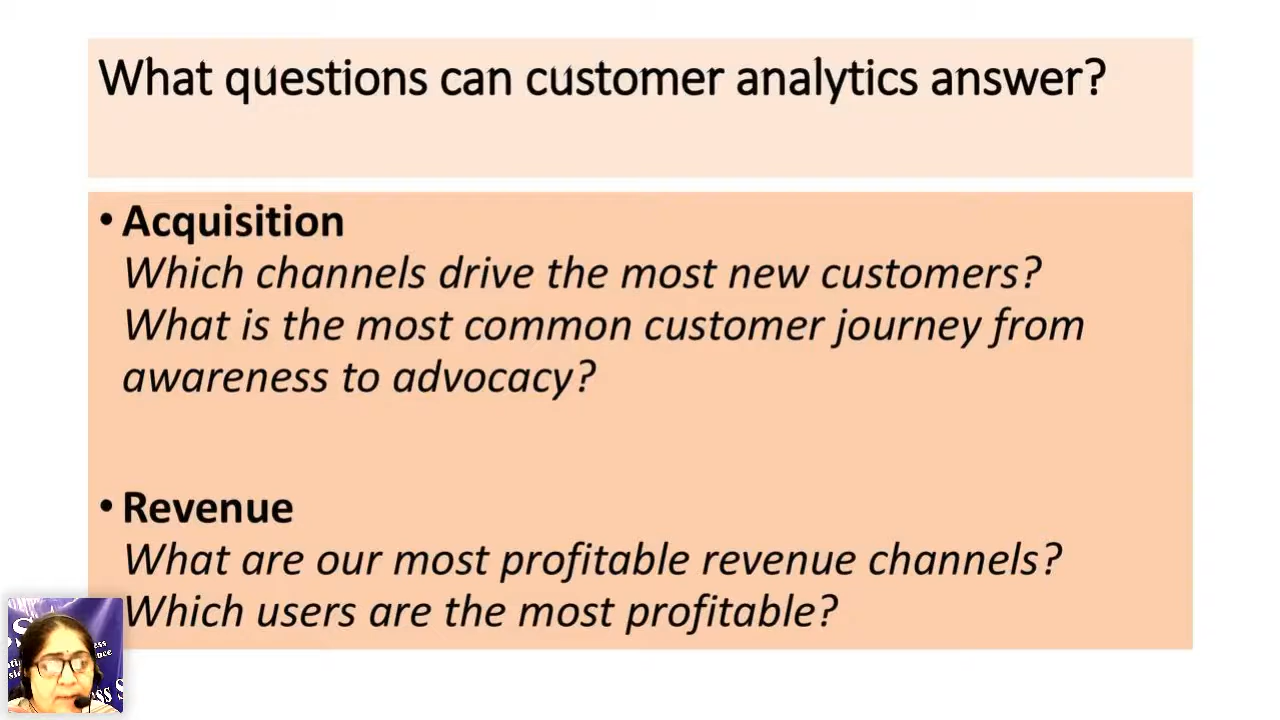 What questions can customer analytics answer?
• Acquisition
Which channels drive the most new customers?
What is the most common customer journey from
awareness to advocacy?
• Revenue
What are our most profitable revenue channels?
Which users are the most profitable?